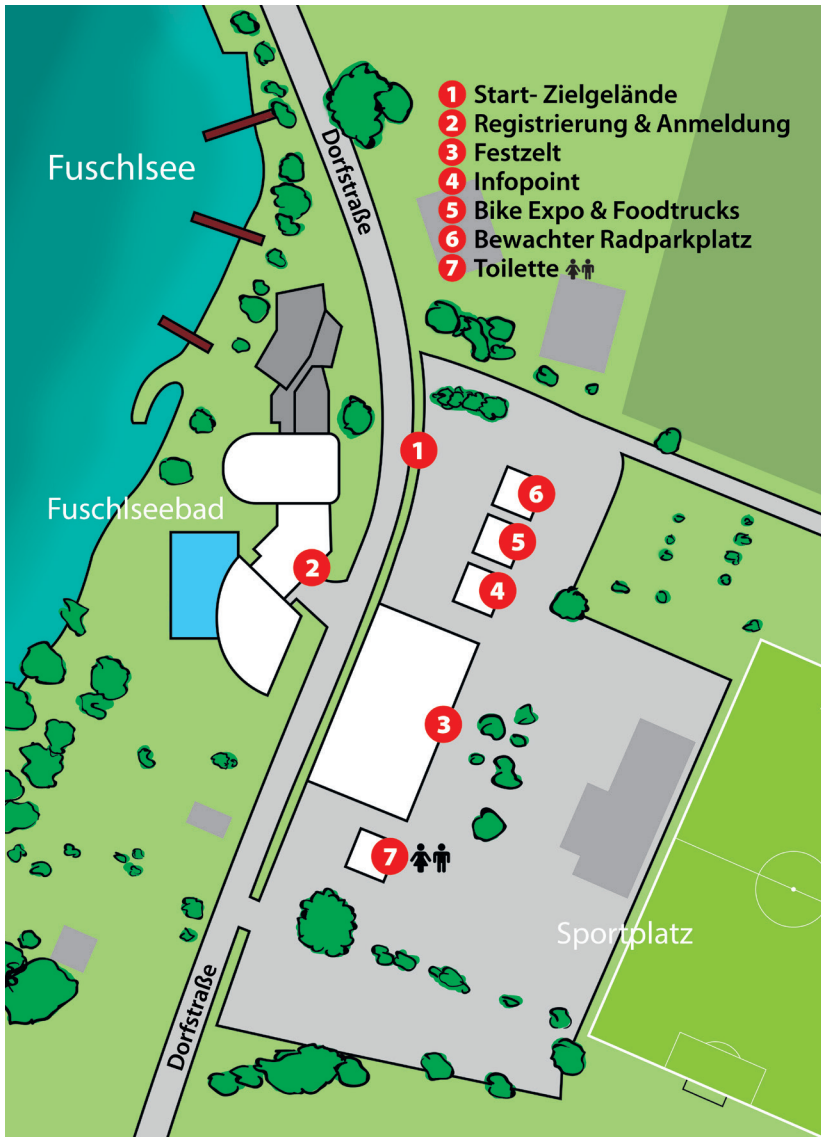 1 Start- Zielgelände
2 Registrierung & Anmeldung
3 Festzelt
4 Infopoint
5 Bike Expo & Foodtrucks
6 Bewachter Radparkplatz
7 Toilette
Fuschlsee
Dorfstraße
1
6
5
Fuschlseebad
2
4
3
7
Sportplatz
Dorfstraße